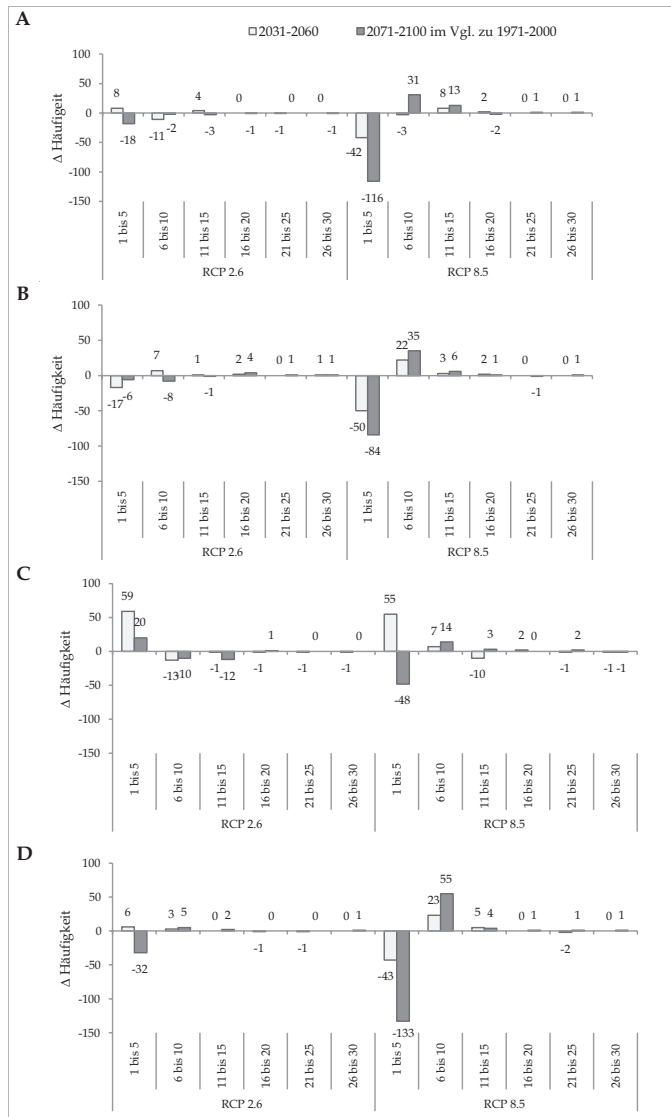 A
2031-2060 2071-2100 im Vgl. zu 1971-2000
Δ Häufigeit
100
50
0
-50
-100
-150
8 -18 -11 -2 4 -3 0 -1 -1 0 0 -1 -42 -116 -3 31 8 13 2 -2 0 1 0 1
1 bis 5 6 bis 10 11 bis 15 16 bis 20 21 bis 25 26 bis 30 1 bis 5 6 bis 10 11 bis 15 16 bis 20 21 bis 25 26 bis 30
RCP 2.6 RCP 8.5
B
Δ Häufigkeit
100
50
0
-50
-100
-150
-17 -6 7 -8 1 -1 2 4 0 1 1 1 -50 -84 22 35 3 6 2 1 0 -1 0 1
1 bis 5 6 bis 10 11 bis 15 16 bis 20 21 bis 25 26 bis 30 1 bis 5 6 bis 10 11 bis 15 16 bis 20 21 bis 25 26 bis 30
RCP 2.6 RCP 8.5
C
Δ Häufigkeit
100
50
0
-50
-100
-150
59 20 -13 -10 -1 -12 -1 1 -1 0 -1 0 55 -48 7 14 -10 3 2 0 -1 2 -1 -1
1 bis 5 6 bis 10 11 bis 15 16 bis 20 21 bis 25 26 bis 30 1 bis 5 6 bis 10 11 bis 15 16 bis 20 21 bis 25 26 bis 30
RCP 2.6 RCP 8.5
D
Δ Häufigkeit
100
50
0
-50
-100
-150
6 -32 3 5 0 2 -1 0 -1 0 0 1 -43 -133 23 55 5 4 0 1 -2 1 0 1
1 bis 5 6 bis 10 11 bis 15 16 bis 20 21 bis 25 26 bis 30 1 bis 5 6 bis 10 11 bis 15 16 bis 20 21 bis 25 26 bis 30
RCP 2.6 RCP 8.5